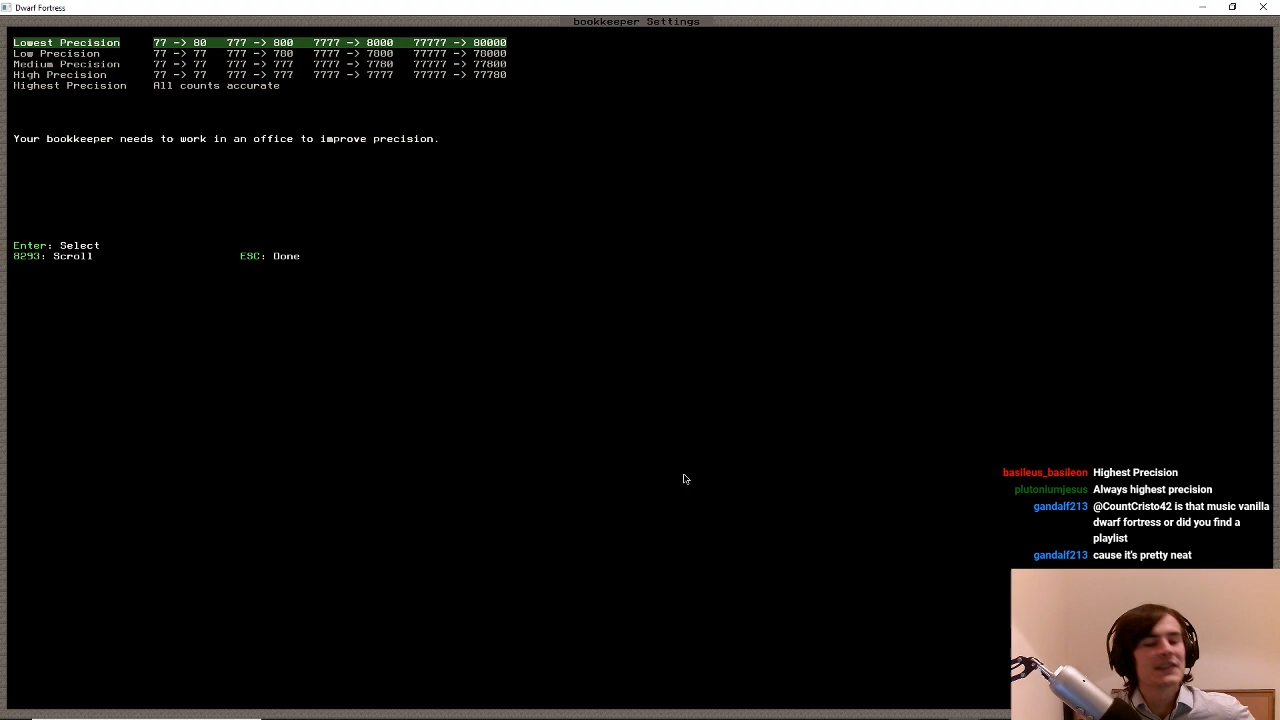 Dwarf Fortress
bookkeeper Settings
Lowest Precision 77 -> 80 777 -> 800 7777 -> 8000 77777 -> 80000
Low Precision 77 -> 77 777 -> 780 7777 -> 7800 77777 -> 78000
Medium Precision 77 -> 77 777 -> 777 7777 -> 7780 77777 -> 77800
High Precision 77 -> 77 777 -> 777 7777 -> 7777 77777 -> 77780
Highest Precision All counts accurate
Your bookkeeper needs to work in an office to improve precision.
Enter: Select
8293: Scroll ESC: Done
basileus_basileon Highest Precision
plutoniumjesus Always highest precision
gandalf213 @CountCristo42 is that music vanilla
dwarf fortress or did you find a
playlist
gandalf213 cause it's pretty neat